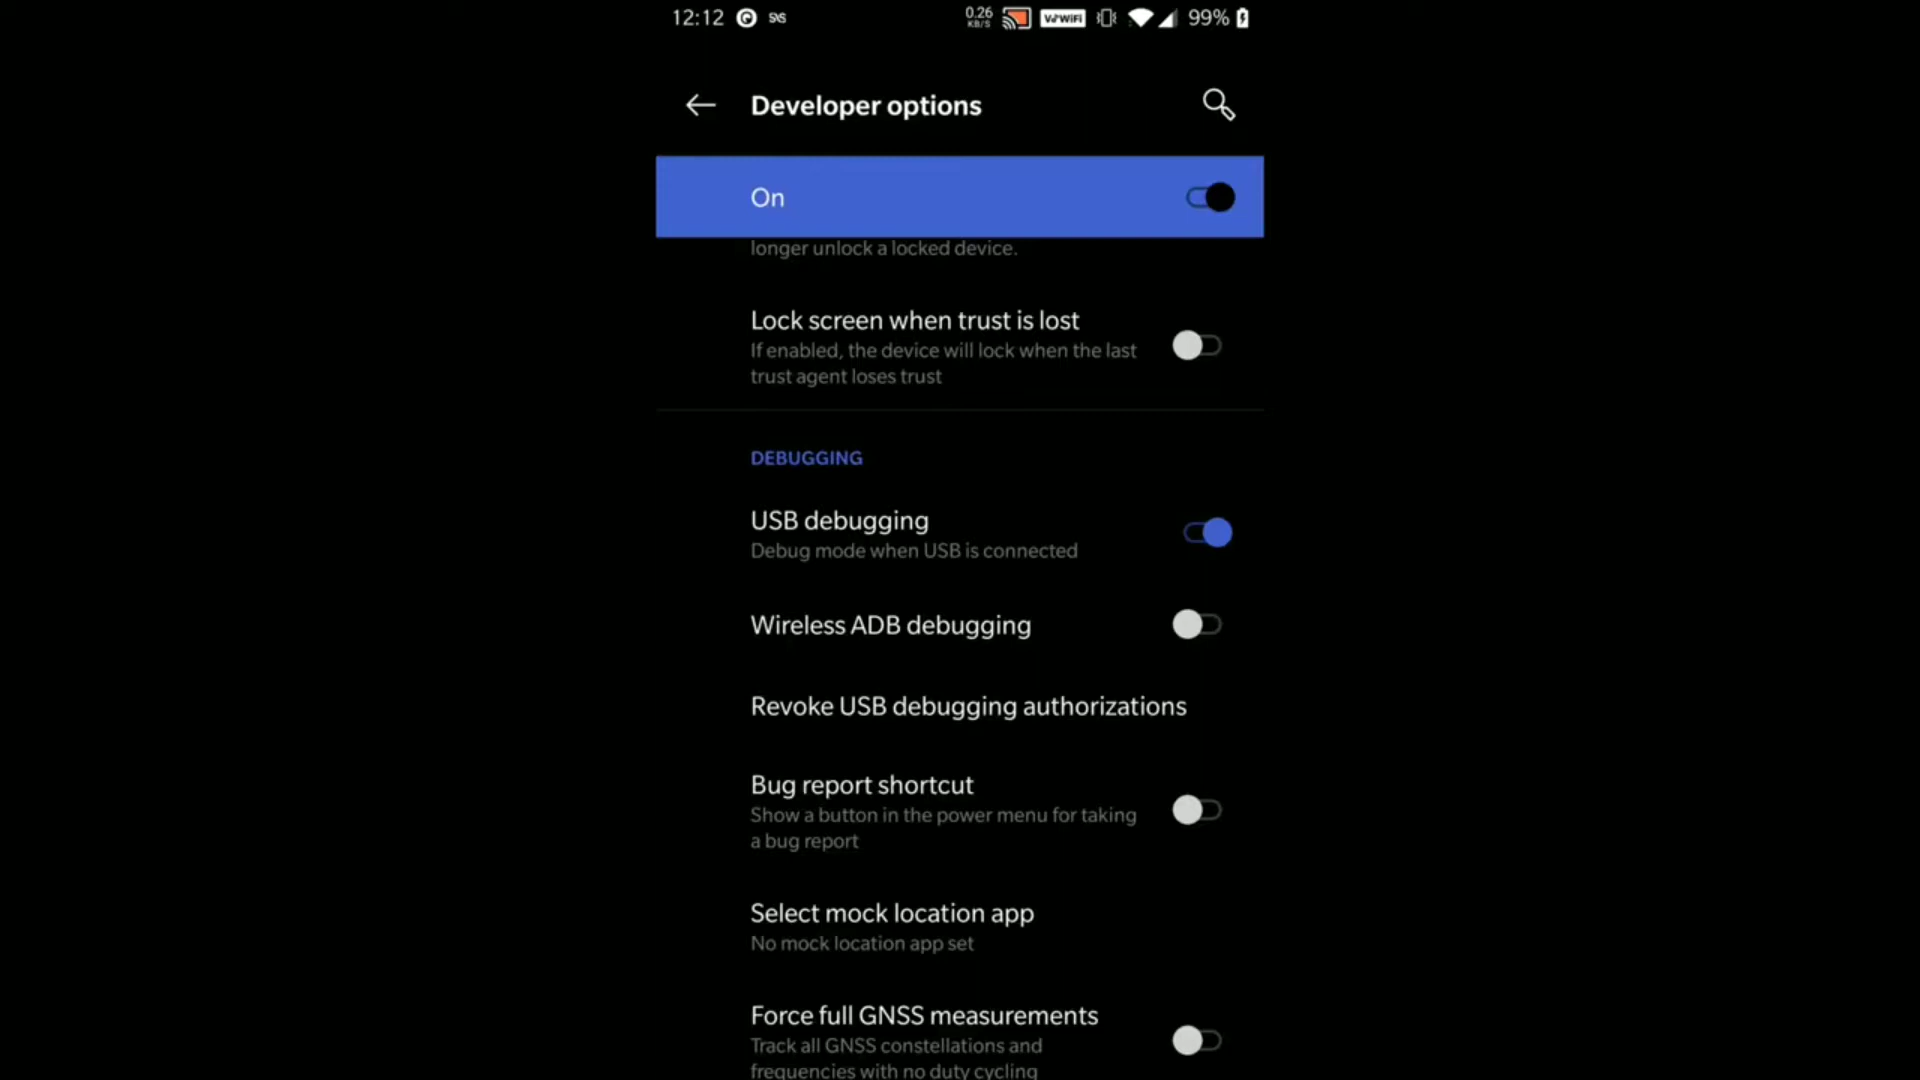 12:12 SVS 0.26 KB/S VoWiFi 99%
Developer options
On
longer unlock a locked device.
Lock screen when trust is lost
If enabled, the device will lock when the last
trust agent loses trust
DEBUGGING
USB debugging
Debug mode when USB is connected
Wireless ADB debugging
Revoke USB debugging authorizations
Bug report shortcut
Show a button in the power menu for taking
a bug report
Select mock location app
No mock location app set
Force full GNSS measurements
Track all GNSS constellations and
frequencies with no duty cycling